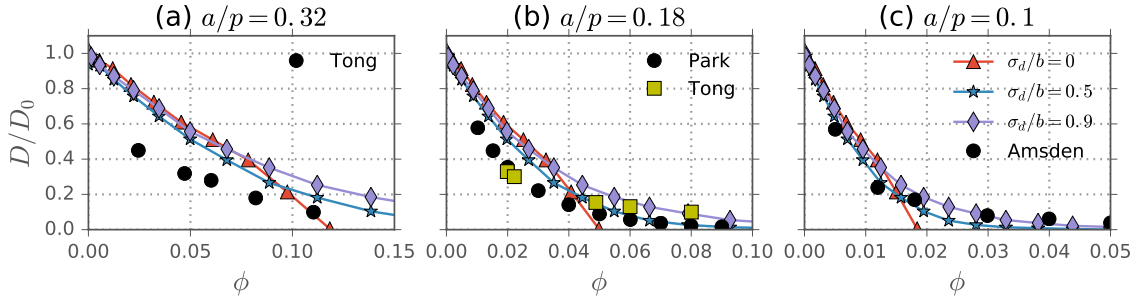 (a) a/p = 0.32
(b) a/p = 0.18
(c) a/p = 0.1
D/D₀
1.0
0.8
0.6
0.4
0.2
0.0
Tong
0.00 0.05 0.10 0.15
ϕ
Park
Tong
0.00 0.02 0.04 0.06 0.08 0.10
ϕ
σ_d/b = 0
σ_d/b = 0.5
σ_d/b = 0.9
Amsden
0.00 0.01 0.02 0.03 0.04 0.05
ϕ